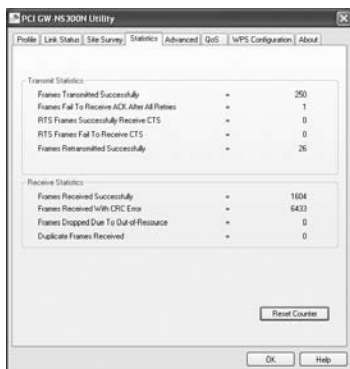 PCI GW-NS300N Utility
Profile Link Status Site Survey Statistics Advanced QoS WPS Configuration About
Transmit Statistics
Frames Transmitted Successfully = 250
Frames Fail To Receive ACK After All Retries = 1
RTS Frames Successfully Receive CTS = 0
RTS Frames Fail To Receive CTS = 0
Frames Retransmitted Successfully = 26
Receive Statistics
Frames Received Successfully = 1604
Frames Received With CRC Error = 6433
Frames Dropped Due To Out-of-Resource = 0
Duplicate Frames Received = 0
Reset Counter
OK Help